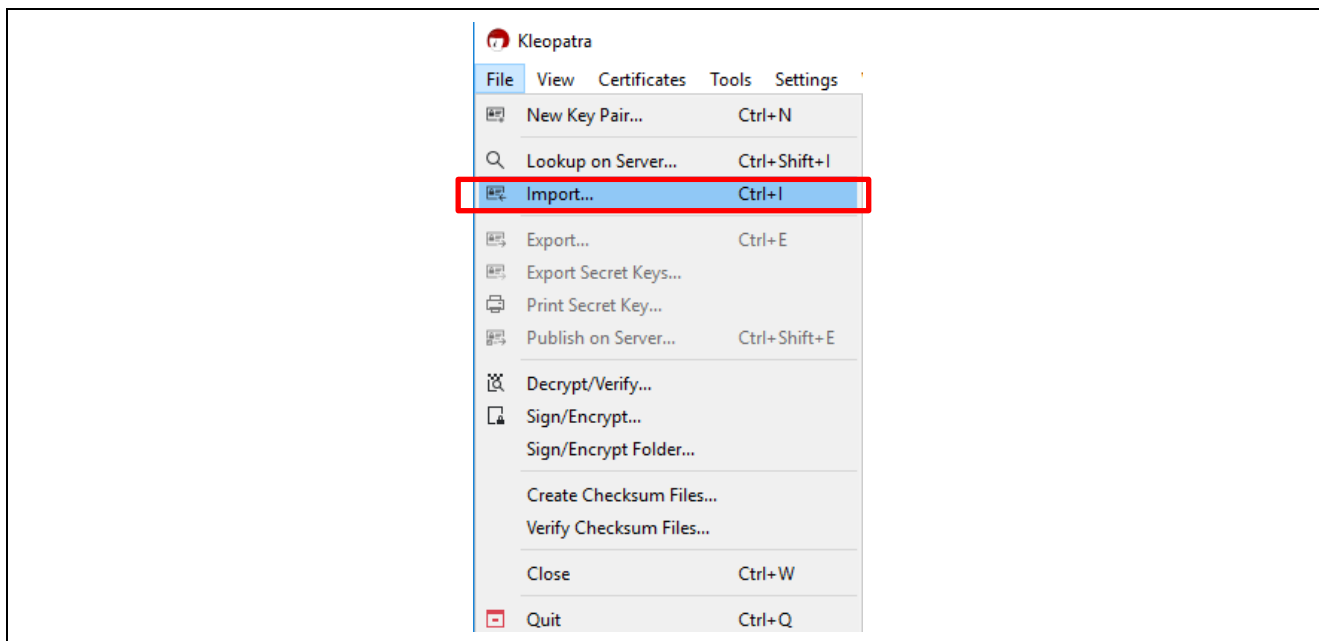 Kleopatra
File View Certificates Tools Settings
New Key Pair... Ctrl+N
Lookup on Server... Ctrl+Shift+I
Import... Ctrl+I
Export... Ctrl+E
Export Secret Keys...
Print Secret Key...
Publish on Server... Ctrl+Shift+E
Decrypt/Verify...
Sign/Encrypt...
Sign/Encrypt Folder...
Create Checksum Files...
Verify Checksum Files...
Close Ctrl+W
Quit Ctrl+Q